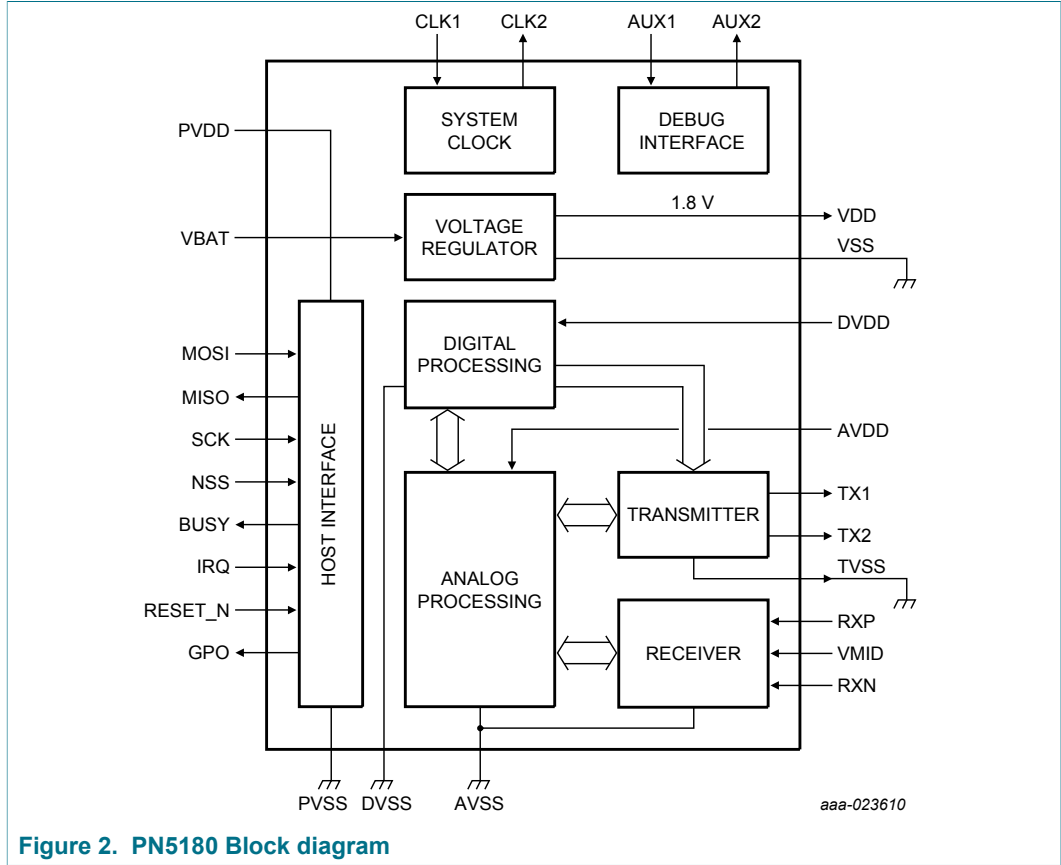 CLK1
CLK2
AUX1
AUX2
SYSTEM
CLOCK
DEBUG
INTERFACE
PVDD
VBAT
VOLTAGE
REGULATOR
1.8 V
VDD
VSS
HOST INTERFACE
MOSI
MISO
SCK
NSS
BUSY
IRQ
RESET_N
GPO
DIGITAL
PROCESSING
DVDD
AVDD
ANALOG
PROCESSING
TRANSMITTER
TX1
TX2
TVSS
RECEIVER
RXP
VMID
RXN
PVSS
DVSS
AVSS
aaa-023610
Figure 2. PN5180 Block diagram